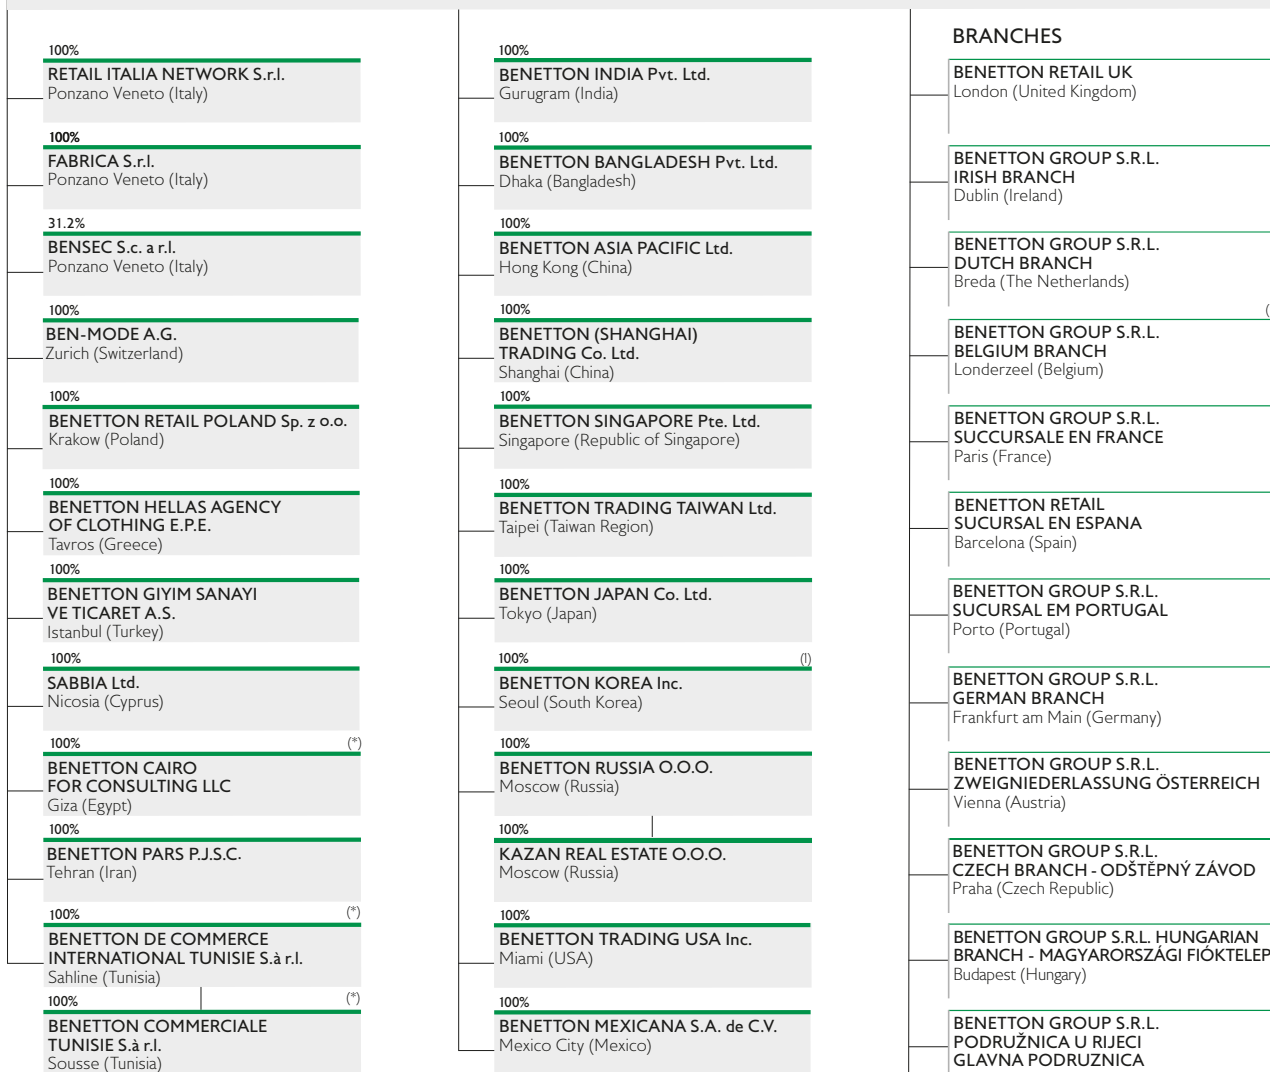 100%
RETAIL ITALIA NETWORK S.r.l.
Ponzano Veneto (Italy)
100%
FABRICA S.r.l.
Ponzano Veneto (Italy)
31.2%
BENSEC S.c. a r.l.
Ponzano Veneto (Italy)
100%
BEN-MODE A.G.
Zurich (Switzerland)
100%
BENETTON RETAIL POLAND Sp. z o.o.
Krakow (Poland)
100%
BENETTON HELLAS AGENCY
OF CLOTHING E.P.E.
Tavros (Greece)
100%
BENETTON GIYIM SANAYI
VE TICARET A.S.
Istanbul (Turkey)
100%
SABBIA Ltd.
Nicosia (Cyprus)
100% (*)
BENETTON CAIRO
FOR CONSULTING LLC
Giza (Egypt)
100%
BENETTON PARS P.J.S.C.
Tehran (Iran)
100% (*)
BENETTON DE COMMERCE
INTERNATIONAL TUNISIE S.à r.l.
Sahline (Tunisia)
100% (*)
BENETTON COMMERCIALE
TUNISIE S.à r.l.
Sousse (Tunisia)
100%
BENETTON INDIA Pvt. Ltd.
Gurugram (India)
100%
BENETTON BANGLADESH Pvt. Ltd.
Dhaka (Bangladesh)
100%
BENETTON ASIA PACIFIC Ltd.
Hong Kong (China)
100%
BENETTON (SHANGHAI)
TRADING Co. Ltd.
Shanghai (China)
100%
BENETTON SINGAPORE Pte. Ltd.
Singapore (Republic of Singapore)
100%
BENETTON TRADING TAIWAN Ltd.
Taipei (Taiwan Region)
100%
BENETTON JAPAN Co. Ltd.
Tokyo (Japan)
100% (l)
BENETTON KOREA Inc.
Seoul (South Korea)
100%
BENETTON RUSSIA O.O.O.
Moscow (Russia)
100%
KAZAN REAL ESTATE O.O.O.
Moscow (Russia)
100%
BENETTON TRADING USA Inc.
Miami (USA)
100%
BENETTON MEXICANA S.A. de C.V.
Mexico City (Mexico)
BRANCHES
BENETTON RETAIL UK
London (United Kingdom)
BENETTON GROUP S.R.L.
IRISH BRANCH
Dublin (Ireland)
BENETTON GROUP S.R.L.
DUTCH BRANCH
Breda (The Netherlands)
(
BENETTON GROUP S.R.L.
BELGIUM BRANCH
Londerzeel (Belgium)
BENETTON GROUP S.R.L.
SUCCURSALE EN FRANCE
Paris (France)
BENETTON RETAIL
SUCURSAL EN ESPANA
Barcelona (Spain)
BENETTON GROUP S.R.L.
SUCURSAL EM PORTUGAL
Porto (Portugal)
BENETTON GROUP S.R.L.
GERMAN BRANCH
Frankfurt am Main (Germany)
BENETTON GROUP S.R.L.
ZWEIGNIEDERLASSUNG ÖSTERREICH
Vienna (Austria)
BENETTON GROUP S.R.L.
CZECH BRANCH - ODŠTĚPNÝ ZÁVOD
Praha (Czech Republic)
BENETTON GROUP S.R.L. HUNGARIAN
BRANCH - MAGYARORSZÁGI FIÓKTELEP
Budapest (Hungary)
BENETTON GROUP S.R.L.
PODRUŽNICA U RIJECI
GLAVNA PODRUZNICA